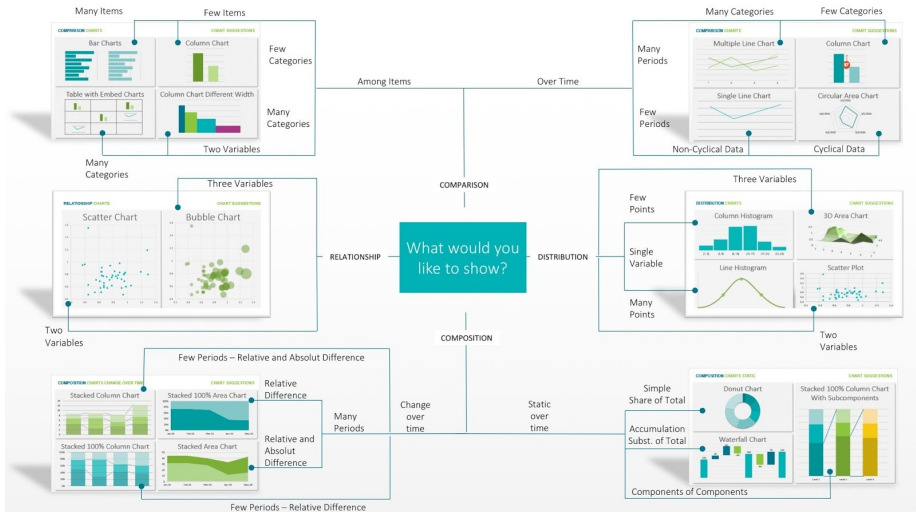 Many Items
Few Items
COMPARISON CHARTS
CHART SUGGESTIONS
Bar Charts
Column Chart
Few
Categories
Table with Embed Charts
Column Chart Different Width
Many
Categories
Two Variables
Many
Categories
Among Items
Over Time
Many Categories
Few Categories
COMPARISON CHARTS
CHART SUGGESTIONS
Many
Periods
Multiple Line Chart
Column Chart
Few
Periods
Single Line Chart
Circular Area Chart
Non-Cyclical Data
Cyclical Data
COMPARISON
Three Variables
RELATIONSHIP CHARTS
CHART SUGGESTIONS
Scatter Chart
Bubble Chart
Two
Variables
RELATIONSHIP
What would you
like to show?
DISTRIBUTION
Three Variables
Few
Points
DISTRIBUTION CHARTS
CHART SUGGESTIONS
Column Histogram
3D Area Chart
Single
Variable
Line Histogram
Scatter Plot
Many
Points
Two
Variables
COMPOSITION
Few Periods – Relative and Absolut Difference
COMPOSITION CHARTS CHANGE OVER TIME
CHART SUGGESTIONS
Stacked Column Chart
Stacked 100% Area Chart
Relative
Difference
Stacked 100% Column Chart
Stacked Area Chart
Relative and
Absolut
Difference
Many
Periods
Few Periods – Relative Difference
Change
over
time
Static
over
time
Simple
Share of Total
Accumulation
Subst. of Total
Components of Components
COMPOSITION CHARTS STATIC
CHART SUGGESTIONS
Donut Chart
Stacked 100% Column Chart
With Subcomponents
Waterfall Chart